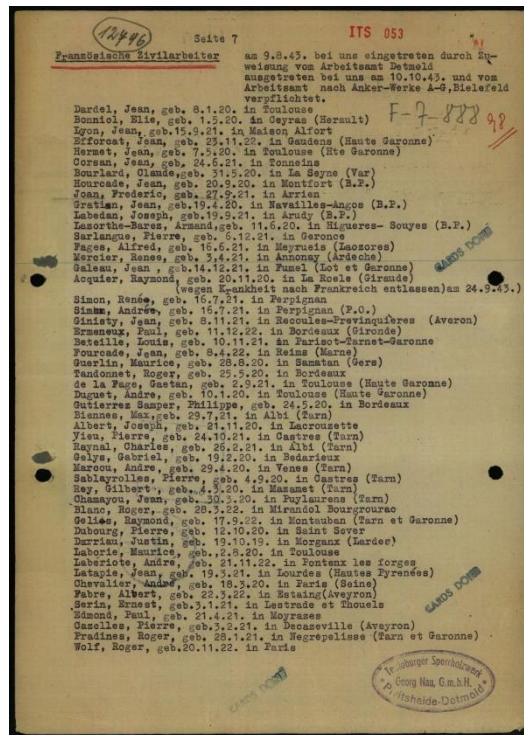 12446
Seite 7
ITS 053
Französische Zivilarbeiter
am 9.8.43. bei uns eingetreten durch Zu-
weisung vom Arbeitsamt Detmold
ausgetreten bei uns am 10.10.43. und vom
Arbeitsamt nach Anker-Werke A-G,Bielefeld
verpflichtet.
F-7-888
98
Dardel, Jean, geb. 8.1.20. in Toulouse
Bonniol, Elie, geb. 1.5.20. in Ceyras (Herault)
Lyon, Jean, geb.15.9.21. in Maison Alfort
Efforcat, Jean, geb. 23.11.22. in Gaudens (Haute Garonne)
Hermet, Jean, geb. 7.5.20. in Toulouse (Hte Garonne)
Corsan, Jean, geb. 24.6.21. in Tonneins
Bourlard, Claude,geb. 31.5.20. in La Seyne (Var)
Hourcade, Jean, geb. 20.9.20. in Montfort (B.P.)
Joan, Frederic, geb. 27.9.21. in Arrien
Gratian, Jean,geb.19.4.20. in Navailles-Angos (B.P.)
Labedan, Joseph, geb.19.9.21. in Arudy (B.P.)
Lasorthe-Barez, Armand,geb. 11.6.20. in Higueres- Souyes (B.P.)
Sarlangue, Pierre, geb. 6.12.21. in Geronce
Fages, Alfred, geb. 16.6.21. in Meyrueis (Laozores)
Mercier, Renee, geb. 3.4.21. in Annonay (Ardeche)
Galeau, Jean , geb.14.12.21. in Fumel (Lot et Garonne)
CARDS DONE
Acquier, Raymond, geb. 20.11.20. in La Roele (Giraude)
(wegen Krankheit nach Frankreich entlassen)am 24.9.43.)
Simon, Renée, geb. 16.7.21. in Perpignan
Simon, Andrée, geb. 16.7.21. in Perpignan (P.O.)
Ginisty, Jean, geb. 8.11.21. in Recoules-Previnquieres (Averon)
Ermeneux, Paul, geb. 11.12.22. in Bordeaux (Gironde)
Beteille, Louis, geb. 10.11.21. in Parisot-Tarnet-Garonne
Fourcade, Jean, geb. 8.4.22. in Reims (Marne)
Guerlin, Maurice, geb. 28.8.20. in Samatan (Gers)
Tandonnet, Roger, geb. 25.5.20. in Bordeaux
de la Fage, Gaetan, geb. 2.9.21. in Toulouse (Haute Garonne)
Duguet, Andre, geb. 10.1.20. in Toulouse (Haute Garonne)
Gutierrez Samper, Philippe, geb. 24.5.20. in Bordeaux
Biennes, Max,geb. 29.7.21. in Albi (Tarn)
Albert, Joseph, geb. 21.11.20. in Lacrouzette
Vieu, Pierre, geb. 24.10.21. in Castres (Tarn)
Raynal, Charles, geb. 26.2.21. in Albi (Tarn)
Gelys, Gabriel, geb. 19.2.20. in Bedarieux
Marcou, Andre, geb. 29.4.20. in Venes (Tarn)
Sablayrolles, Pierre, geb. 4.9.20. in Castres (Tarn)
Rey, Gilbert, geb. 4.3.20. in Mazamet (Tarn)
Chamayou, Jean, geb. 30.3.20. in Puylaurens (Tarn)
Blanc, Roger, geb. 28.3.22. in Mirandol Bourgrourac
Gelies, Raymond, geb. 17.9.22. in Montauban (Tarn et Garonne)
Dubourg, Pierre, geb. 12.10.20. in Saint Sever
Durriau, Justin, geb. 19.10.19. in Morganx (Lardes)
Laborie, Maurice, geb.,2.8.20. in Toulouse
Laberiote, Andre, geb. 21.11.22. in Pontenx les forges
Latapie, Jean, geb. 19.3.21. in Lourdes (Hautes Pyrenées)
Chevalier, André, geb. 18.3.20. in Paris (Seine)
Fabre, Albert, geb. 22.3.22. in Estaing(Aveyron)
Serin, Ernest, geb.3.1.21. in Lestrade et Thouels
CARDS DONE
Edmond, Paul, geb. 21.4.21. in Moyrazes
Cazelles, Pierre, geb.3.2.21. in Decazeville (Aveyron)
Pradines, Roger, geb. 28.1.21. in Negrepelisse (Tarn et Garonne)
Wolf, Roger, geb.20.11.22. in Paris
CARDS DONE
Teutoburger Sperrholzwerk
Georg Nau, G.m.b.H.
Pivitsheide-Detmold